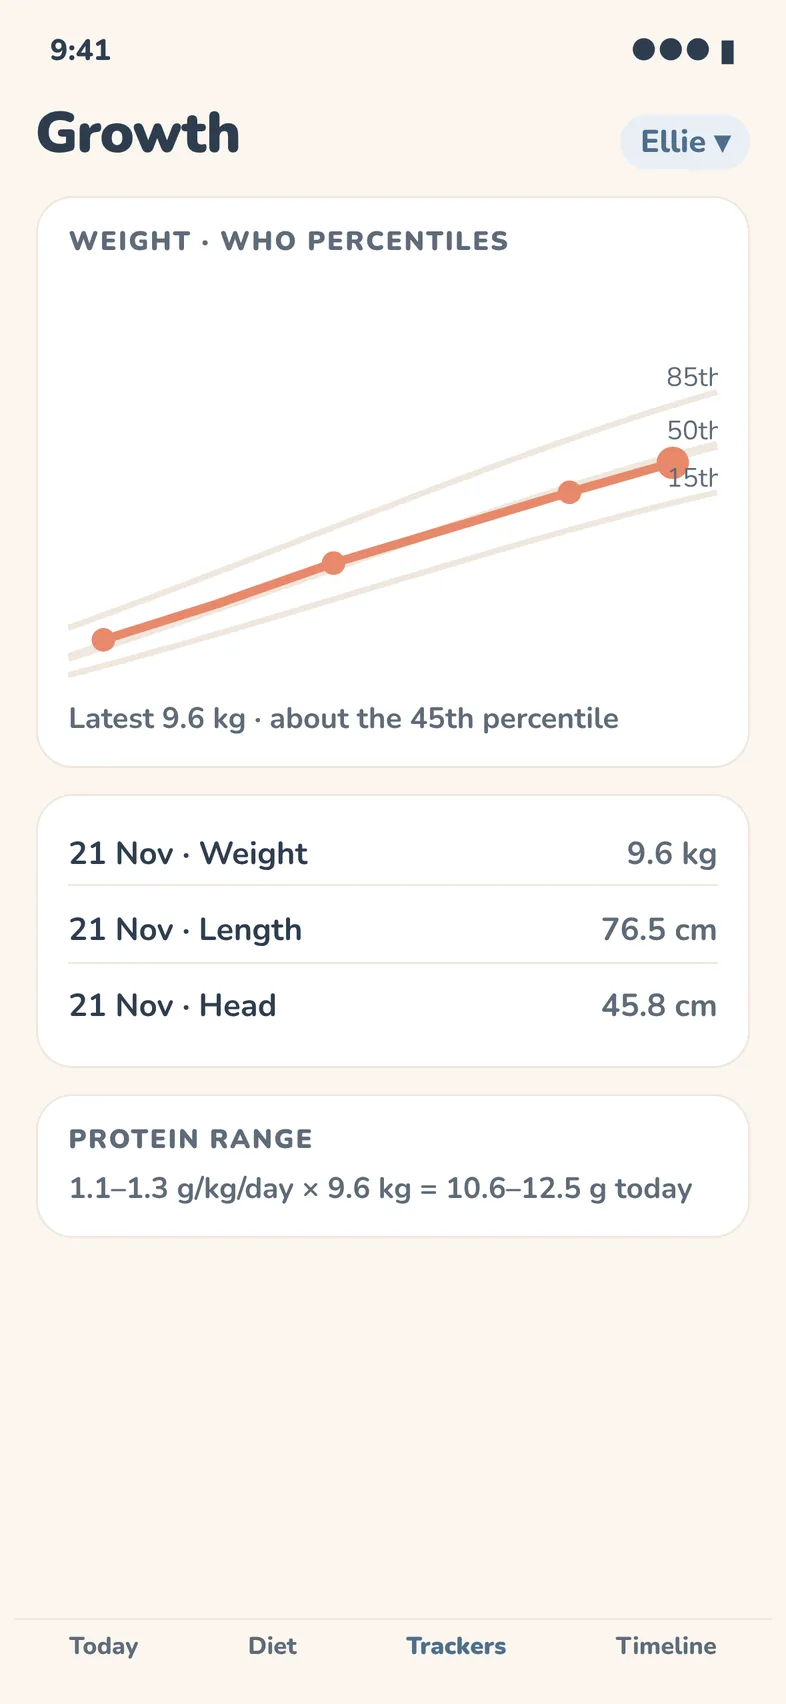 9:41
Growth
Ellie ▾
WEIGHT · WHO PERCENTILES
85th
50th
15th
Latest 9.6 kg · about the 45th percentile
21 Nov · Weight 9.6 kg
21 Nov · Length 76.5 cm
21 Nov · Head 45.8 cm
PROTEIN RANGE
1.1–1.3 g/kg/day × 9.6 kg = 10.6–12.5 g today
Today Diet Trackers Timeline